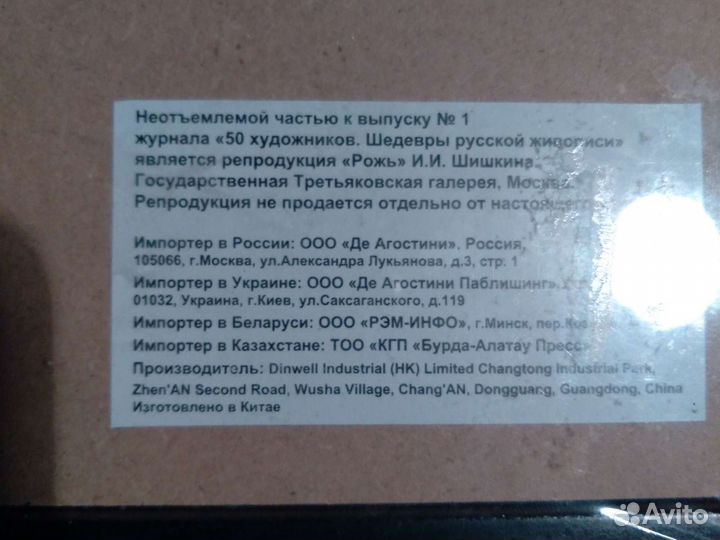 Неотъемлемой частью к выпуску № 1
журнала «50 художников. Шедевры русской живописи»
является репродукция «Рожь» И.И. Шишкина.
Государственная Третьяковская галерея, Москва.
Репродукция не продается отдельно от
Импортер в России: ООО «Де Агостини». Россия,
105066, г.Москва, ул.Александра Лукьянова, д.3, стр. 1
Импортер в Украине: ООО «Де Агостини Паблишинг»
01032, Украина, г.Киев, ул.Саксаганского, д.119
Импортер в Беларуси: ООО «РЭМ-ИНФО», г.Минск, пер.
Импортер в Казахстане: ТОО «КГП «Бурда-Алатау Пресс»
Производитель: Dinwell Industrial (HK) Limited Changtong Industrial Park,
Zhen'AN Second Road, Wusha Village, Chang'AN, Dongguang, Guangdong, China
Изготовлено в Китае
Avito